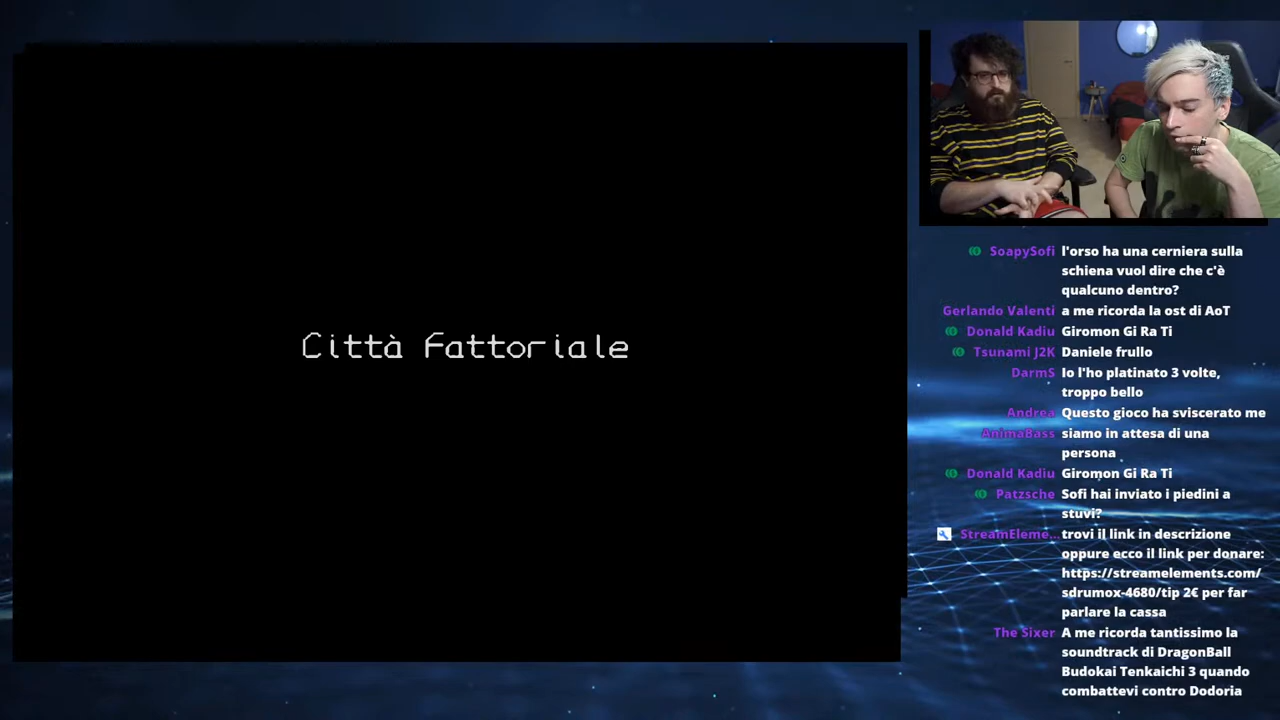 Città Fattoriale
SoapySofi l'orso ha una cerniera sulla
schiena vuol dire che c'è
qualcuno dentro?
Gerlando Valenti a me ricorda la ost di AoT
Donald Kadiu Giromon Gi Ra Ti
Tsunami J2K Daniele frullo
DarmS Io l'ho platinato 3 volte,
troppo bello
Andrea Questo gioco ha sviscerato me
AnimaBass siamo in attesa di una
persona
Donald Kadiu Giromon Gi Ra Ti
Patzsche Sofi hai inviato i piedini a
stuvi?
StreamEleme... trovi il link in descrizione
oppure ecco il link per donare:
https://streamelements.com/
sdrumox-4680/tip 2€ per far
parlare la cassa
The Sixer A me ricorda tantissimo la
soundtrack di DragonBall
Budokai Tenkaichi 3 quando
combattevi contro Dodoria